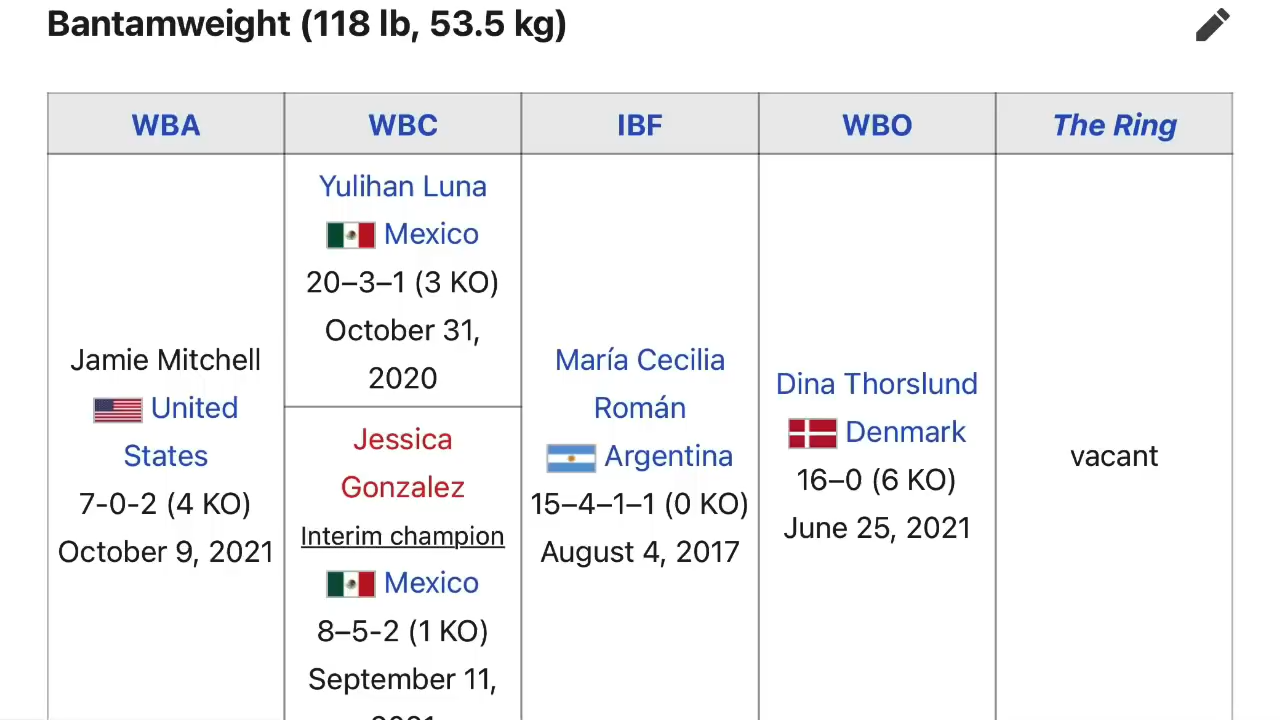 Bantamweight (118 lb, 53.5 kg)
WBA
WBC
IBF
WBO
The Ring
Jamie Mitchell
United
States
7-0-2 (4 KO)
October 9, 2021
Yulihan Luna
Mexico
20–3–1 (3 KO)
October 31,
2020
Jessica
Gonzalez
Interim champion
Mexico
8–5-2 (1 KO)
September 11,
María Cecilia
Román
Argentina
15–4–1–1 (0 KO)
August 4, 2017
Dina Thorslund
Denmark
16–0 (6 KO)
June 25, 2021
vacant